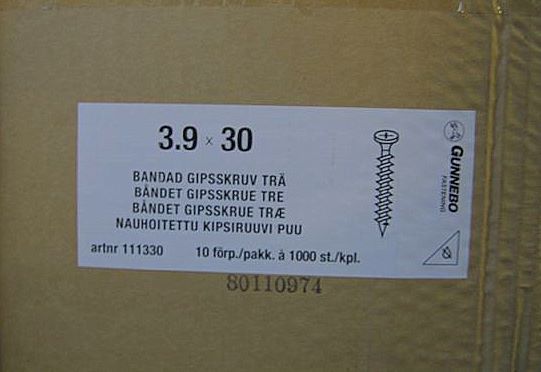 3.9 × 30
BANDAD GIPSSKRUV TRÄ
BÅNDET GIPSSKRUE TRE
BÅNDET GIPSSKRUE TRÆ
NAUHOITETTU KIPSIRUUVI PUU
artnr 111330 10 förp./pakk. à 1000 st./kpl.
GUNNEBO
FASTENING
80110974